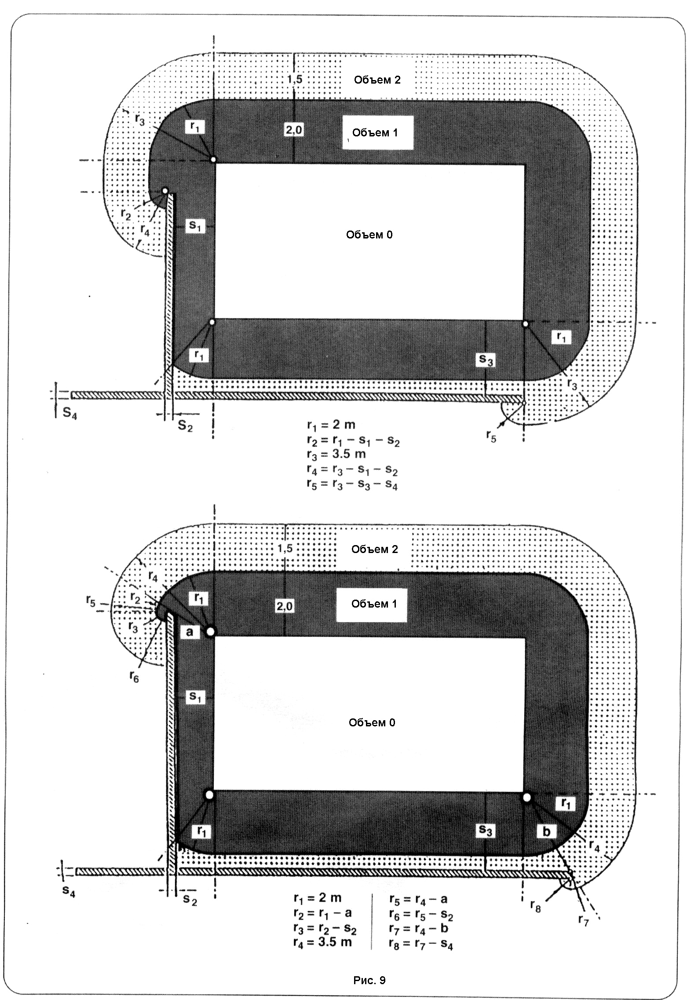 1,5
Объем 2
r3
r1
2,0
Объем 1
r2
r4
s1
Объем 0
r1
r1
s3
r3
S4
S2
r5
r1 = 2 m
r2 = r1 – s1 – s2
r3 = 3.5 m
r4 = r3 – s1 – s2
r5 = r3 – s3 – s4
1,5
Объем 2
r4
r2
r1
r5
2,0
Объем 1
r3
a
r6
s1
Объем 0
r1
r1
s3
b
r4
s4
s2
r8
r7
r1 = 2 m
r2 = r1 – a
r3 = r2 – s2
r4 = 3.5 m
r5 = r4 – a
r6 = r5 – s2
r7 = r4 – b
r8 = r7 – s4
Рис. 9